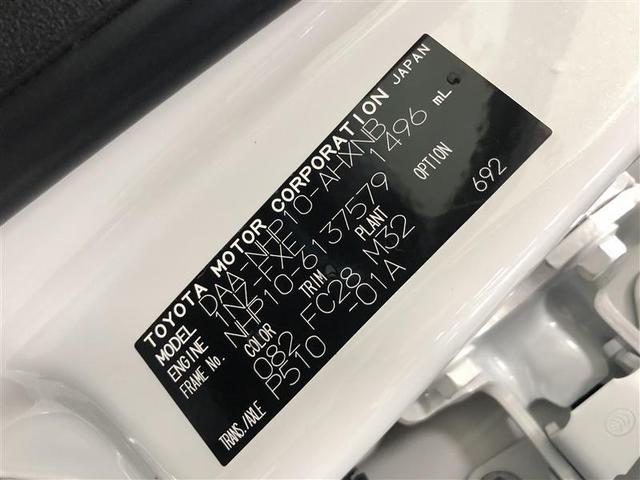 TOYOTA MOTOR CORPORATION JAPAN
MODEL DAA-NHP10-AHXNB
ENGINE 1NZ-FXE 1496 mL
FRAME No. NHP10-6137579
COLOR TRIM PLANT OPTION
082 FC28 M32 692
TRANS./AXLE P510 -01A